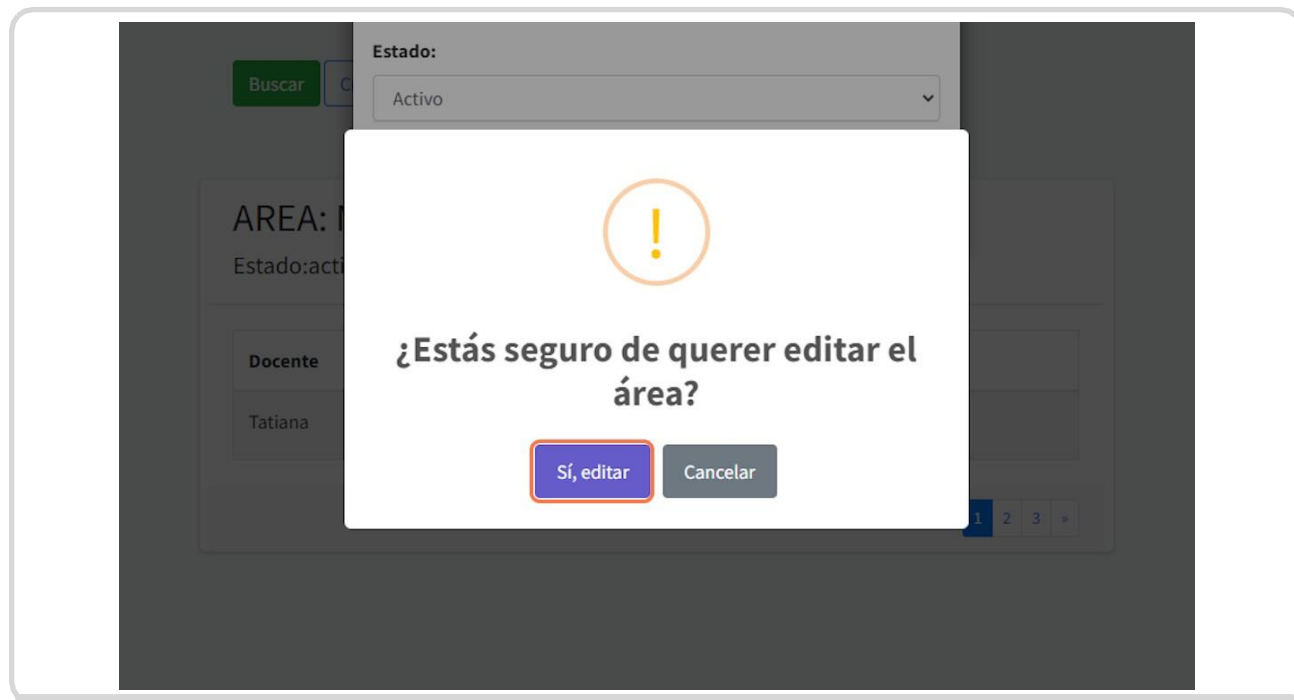 Estado:
Buscar
Activo
AREA:
Estado:acti
¿Estás seguro de querer editar el
área?
Docente
Tatiana
Sí, editar Cancelar
1 2 3 »